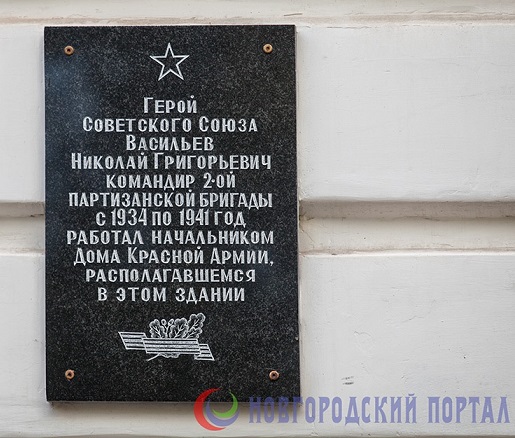 Герой
Советского Союза
Васильев
Николай Григорьевич
командир 2-ой
партизанской бригады
с 1934 по 1941 год
работал начальником
Дома Красной Армии,
располагавшемся
в этом здании
НОВГОРОДСКИЙ ПОРТАЛ